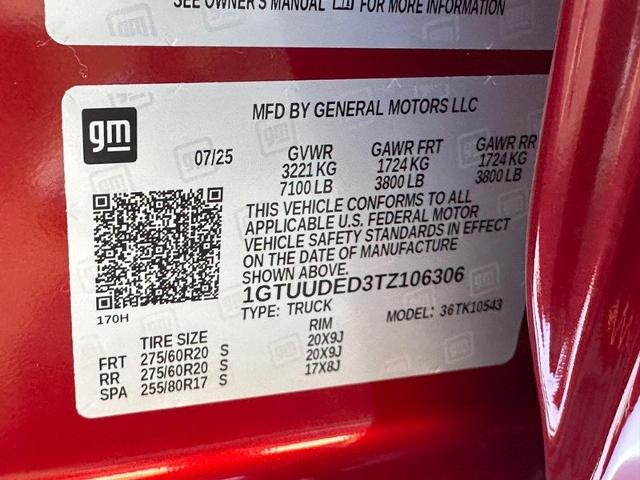 SEE OWNER'S MANUAL FOR MORE INFORMATION
gm
MFD BY GENERAL MOTORS LLC
07/25 GVWR GAWR FRT GAWR RR
3221 KG 1724 KG 1724 KG
7100 LB 3800 LB 3800 LB
THIS VEHICLE CONFORMS TO ALL
APPLICABLE U.S. FEDERAL MOTOR
VEHICLE SAFETY STANDARDS IN EFFECT
ON THE DATE OF MANUFACTURE
SHOWN ABOVE.
1GTUUDED3TZ106306
170H
TYPE: TRUCK MODEL: 36TK10543
TIRE SIZE RIM
FRT 275/60R20 S 20X9J
RR 275/60R20 S 20X9J
SPA 255/80R17 S 17X8J